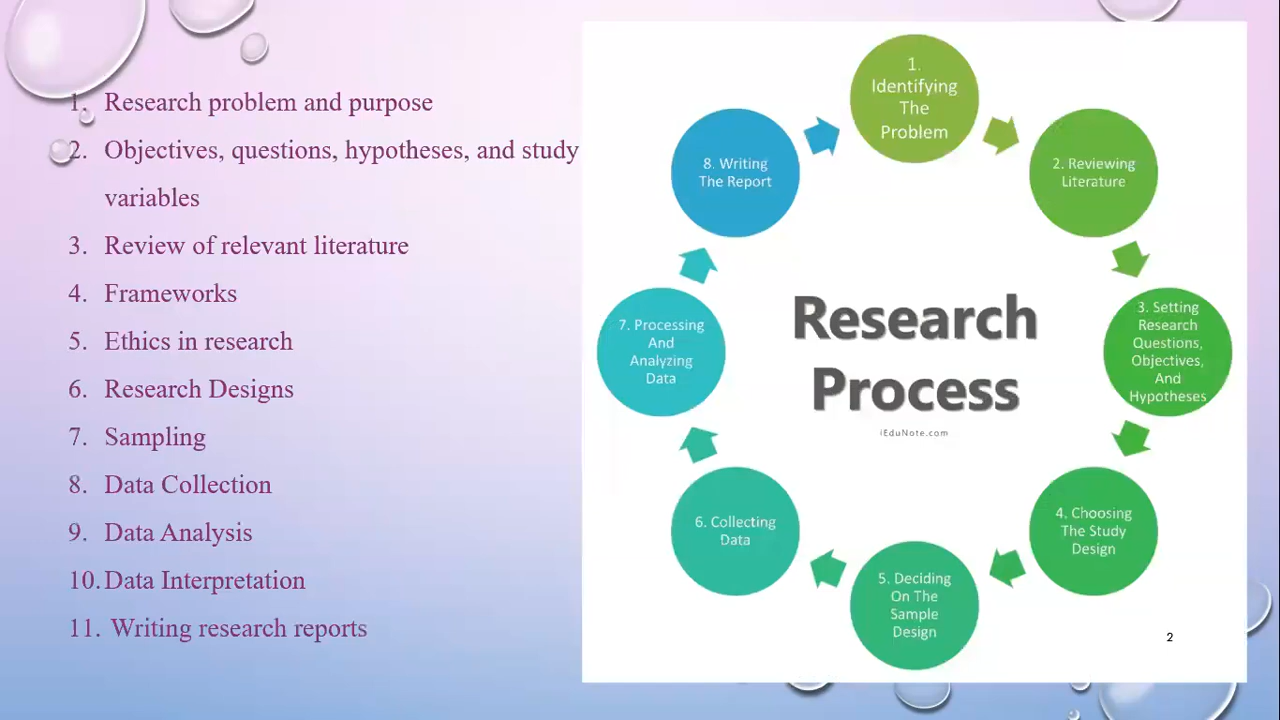 1. Research problem and purpose
2. Objectives, questions, hypotheses, and study
variables
3. Review of relevant literature
4. Frameworks
5. Ethics in research
6. Research Designs
7. Sampling
8. Data Collection
9. Data Analysis
10. Data Interpretation
11. Writing research reports
1.
Identifying
The
Problem
2. Reviewing
Literature
3. Setting
Research
Questions,
Objectives,
And
Hypotheses
4. Choosing
The Study
Design
5. Deciding
On The
Sample
Design
6. Collecting
Data
7. Processing
And
Analyzing
Data
8. Writing
The Report
Research
Process
iEduNote.com
2